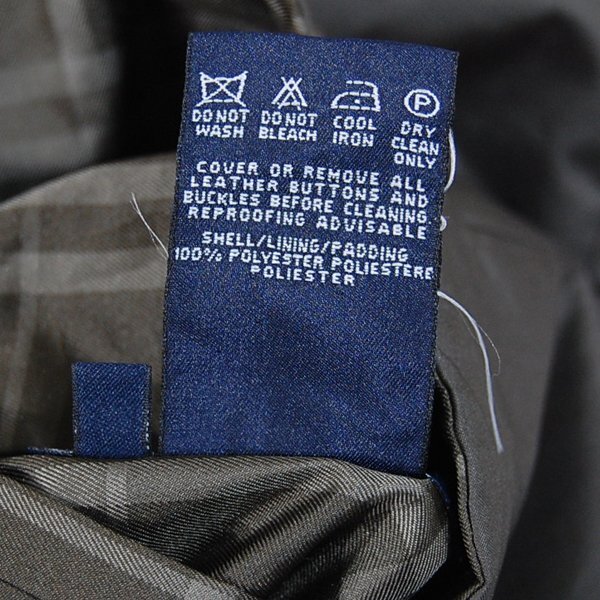 P
DO NOT WASH
DO NOT BLEACH
COOL IRON
DRY CLEAN ONLY
COVER OR REMOVE ALL
LEATHER BUTTONS AND
BUCKLES BEFORE CLEANING.
REPROOFING ADVISABLE
SHELL/LINING/PADDING
100% POLYESTER POLIESTERE
POLIESTER